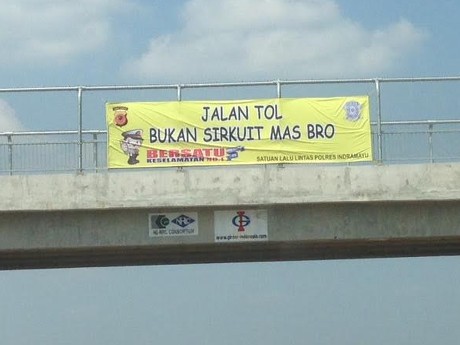 JALAN TOL
BUKAN SIRKUIT MAS BRO
BERSATU
KESELAMATAN NO.1
SATUAN LALU LINTAS POLRES INDRAMAYU